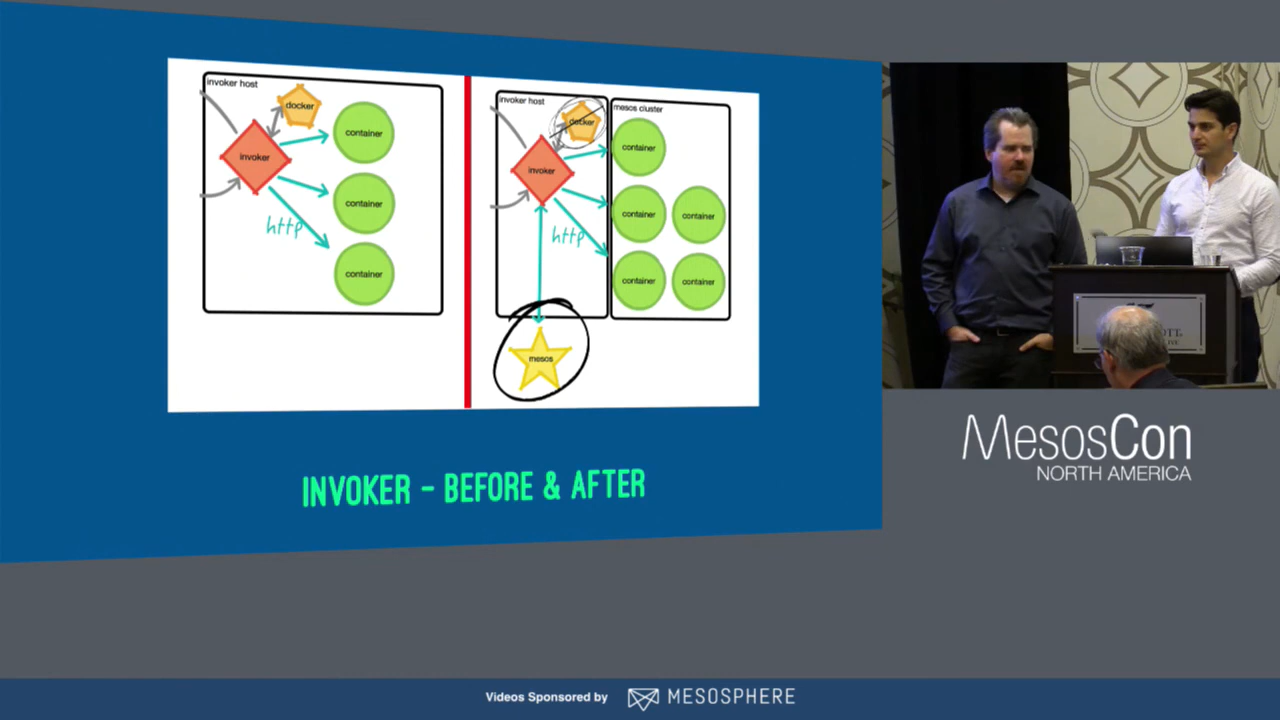 invoker host
docker
container
invoker
container
http
container
invoker host
docker
mesos cluster
container
invoker
container
container
http
container
container
mesos
INVOKER - BEFORE & AFTER
MesosCon
NORTH AMERICA
Videos Sponsored by
MESOSPHERE